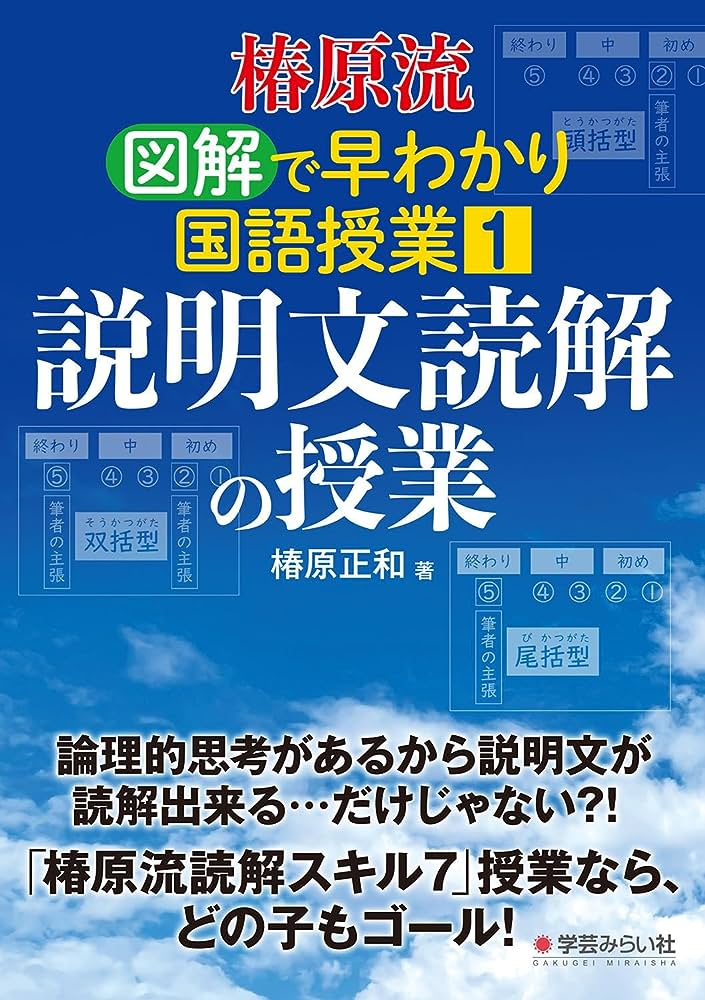 椿原流
図解で早わかり
国語授業1
説明文読解
の授業
椿原正和 著
終わり 中 初め
⑤ ④ ③ ② ①
とうかつがた
頭括型
筆者の主張
終わり 中 初め
⑤ ④ ③ ② ①
筆者の主張
そうかつがた
双括型
筆者の主張
終わり 中 初め
⑤ ④ ③ ② ①
筆者の主張
びかつがた
尾括型
論理的思考があるから説明文が
読解出来る…だけじゃない?!
「椿原流読解スキル7」授業なら、
どの子もゴール!
学芸みらい社
GAKUGEI MIRAISHA